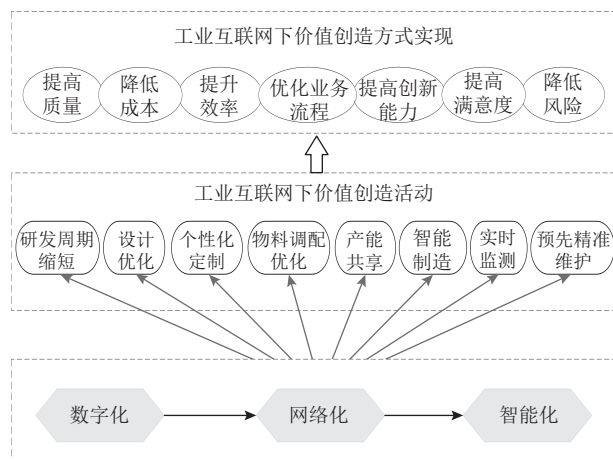 工业互联网下价值创造方式实现
提高
质量
降低
成本
提升
效率
优化业务
流程
提高创新
能力
提高
满意度
降低
风险
工业互联网下价值创造活动
研发周期
缩短
设计
优化
个性化
定制
物料调配
优化
产能
共享
智能
制造
实时
监测
预先精准
维护
数字化
网络化
智能化